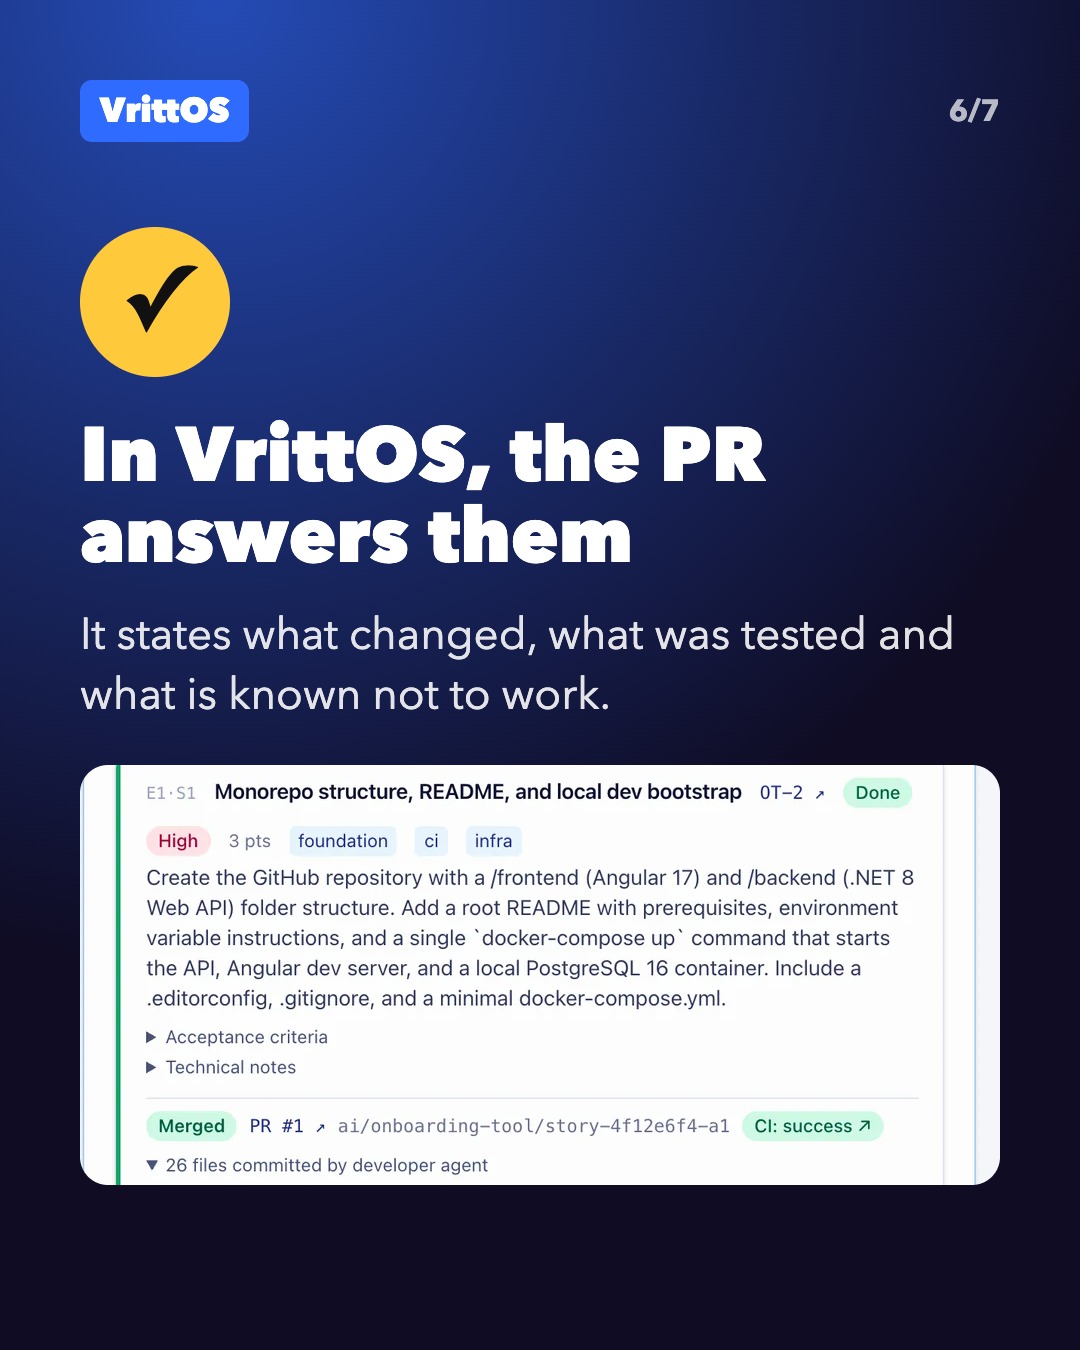 VrittOS
6/7
In VrittOS, the PR
answers them
It states what changed, what was tested and
what is known not to work.
E1·S1 Monorepo structure, README, and local dev bootstrap OT-2 ↗ Done
High 3 pts foundation ci infra
Create the GitHub repository with a /frontend (Angular 17) and /backend (.NET 8
Web API) folder structure. Add a root README with prerequisites, environment
variable instructions, and a single `docker-compose up` command that starts
the API, Angular dev server, and a local PostgreSQL 16 container. Include a
.editorconfig, .gitignore, and a minimal docker-compose.yml.
▶ Acceptance criteria
▶ Technical notes
Merged PR #1 ↗ ai/onboarding-tool/story-4f12e6f4-a1 CI: success ↗
▼ 26 files committed by developer agent